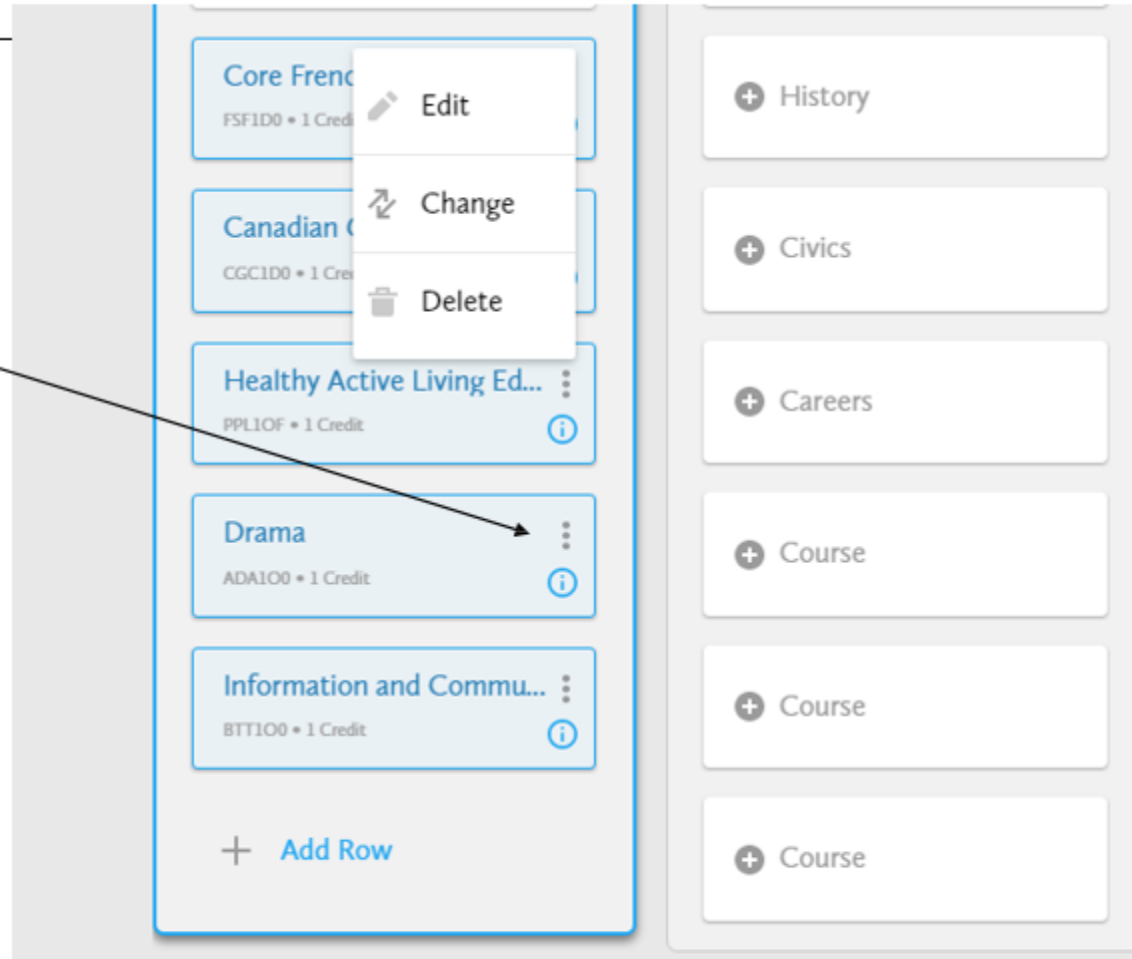 Core Frenc
FSF1D0 • 1 Credi
Canadian
CGC1D0 • 1 Cre
Edit
Change
Delete
Healthy Active Living Ed...
PPL1OF • 1 Credit
Drama
ADA1O0 • 1 Credit
Information and Commu...
BTT1O0 • 1 Credit
Add Row
History
Civics
Careers
Course
Course
Course